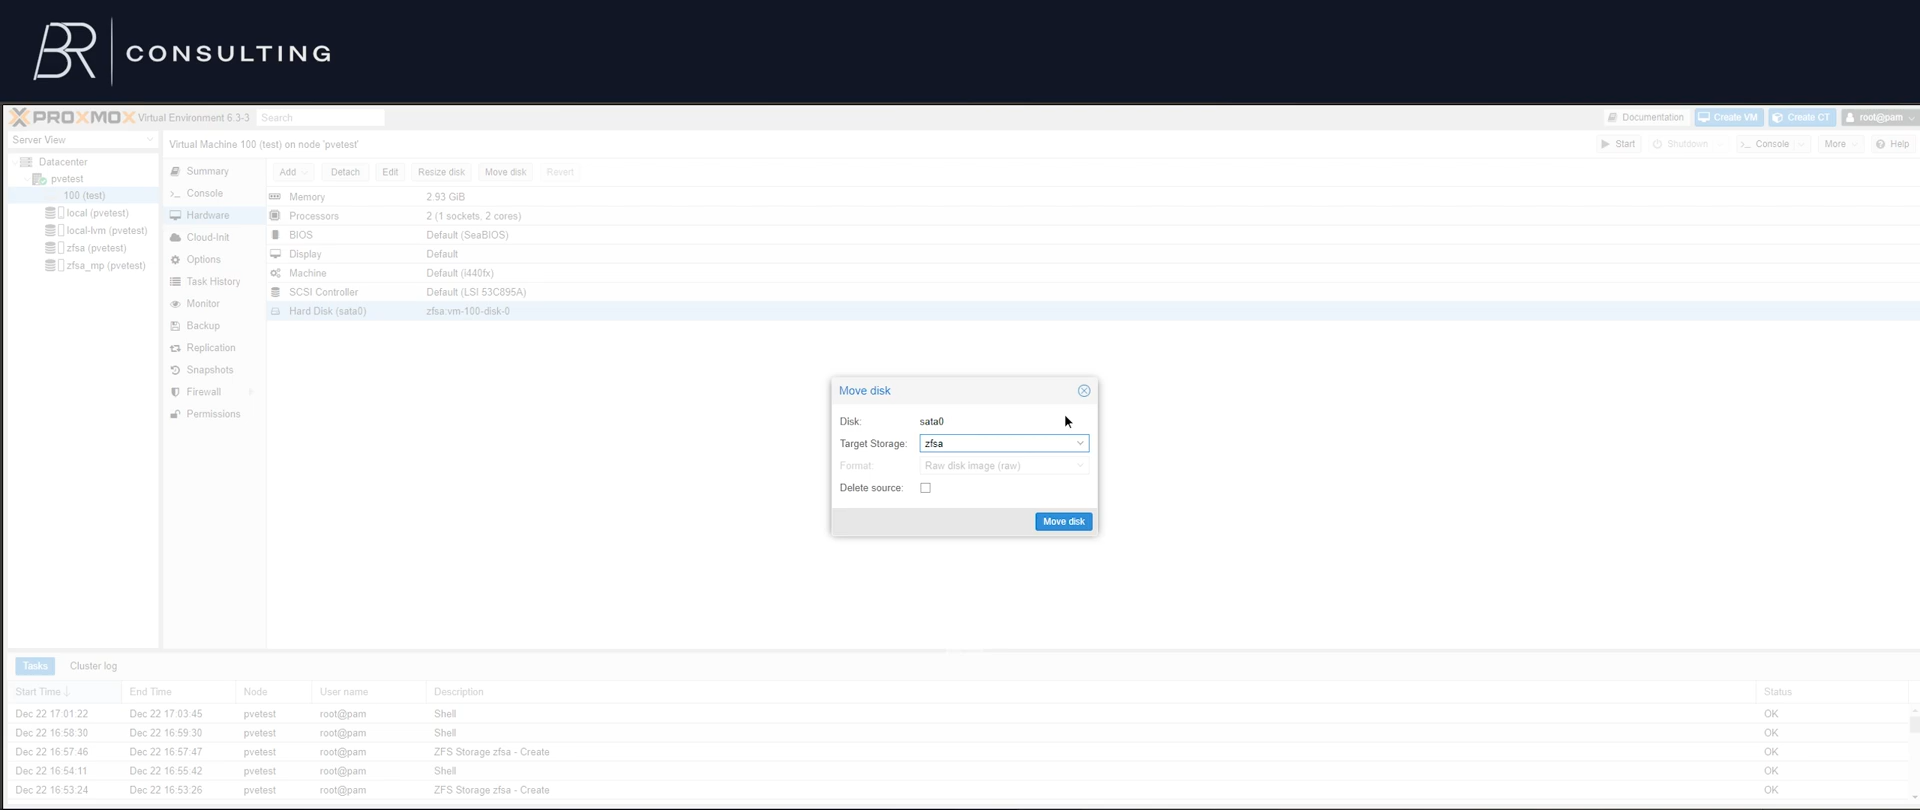 BR CONSULTING
PROXMOX Virtual Environment 6.3-3 Search Documentation Create VM Create CT root@pam
Server View
Virtual Machine 100 (test) on node 'pvetest' Start Shutdown Console More Help
Datacenter
pvetest
100 (test)
local (pvetest)
local-lvm (pvetest)
zfsa (pvetest)
zfsa_mp (pvetest)
Summary
Console
Hardware
Cloud-Init
Options
Task History
Monitor
Backup
Replication
Snapshots
Firewall
Permissions
Add Detach Edit Resize disk Move disk Revert
Memory 2.93 GiB
Processors 2 (1 sockets, 2 cores)
BIOS Default (SeaBIOS)
Display Default
Machine Default (i440fx)
SCSI Controller Default (LSI 53C895A)
Hard Disk (sata0) zfsa:vm-100-disk-0
Move disk
Disk: sata0
Target Storage: zfsa
Format: Raw disk image (raw)
Delete source:
Move disk
Tasks Cluster log
Start Time End Time Node User name Description Status
Dec 22 17:01:22 Dec 22 17:03:45 pvetest root@pam Shell OK
Dec 22 16:58:30 Dec 22 16:59:30 pvetest root@pam Shell OK
Dec 22 16:57:46 Dec 22 16:57:47 pvetest root@pam ZFS Storage zfsa - Create OK
Dec 22 16:54:11 Dec 22 16:55:42 pvetest root@pam Shell OK
Dec 22 16:53:24 Dec 22 16:53:26 pvetest root@pam ZFS Storage zfsa - Create OK